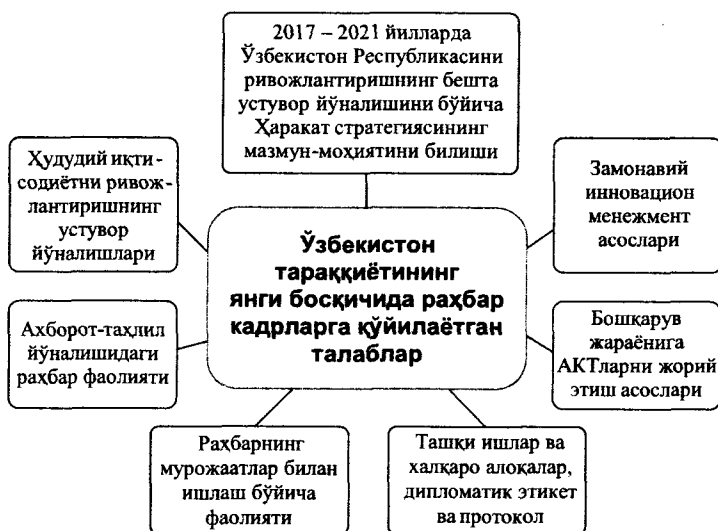 2017 – 2021 йилларда
Ўзбекистон Республикасини
ривожлантиришнинг бешта
устувор йўналишини бўйича
Ҳаракат стратегиясининг
мазмун-моҳиятини билиши
Ҳудудий иқти-
содиётни ривож-
лантиришнинг
устувор
йўналишлари
Замонавий
инновацион
менежмент
асослари
Ўзбекистон
тараққиётининг
янги босқичида раҳбар
кадрларга қўйилаётган
талаблар
Ахборот-таҳлил
йўналишидаги
раҳбар фаолияти
Бошқарув
жараёнига
АКТларни жорий
этиш асослари
Раҳбарнинг
мурожаатлар билан
ишлаш бўйича
фаолияти
Ташқи ишлар ва
халқаро алоқалар,
дипломатик этикет
ва протокол